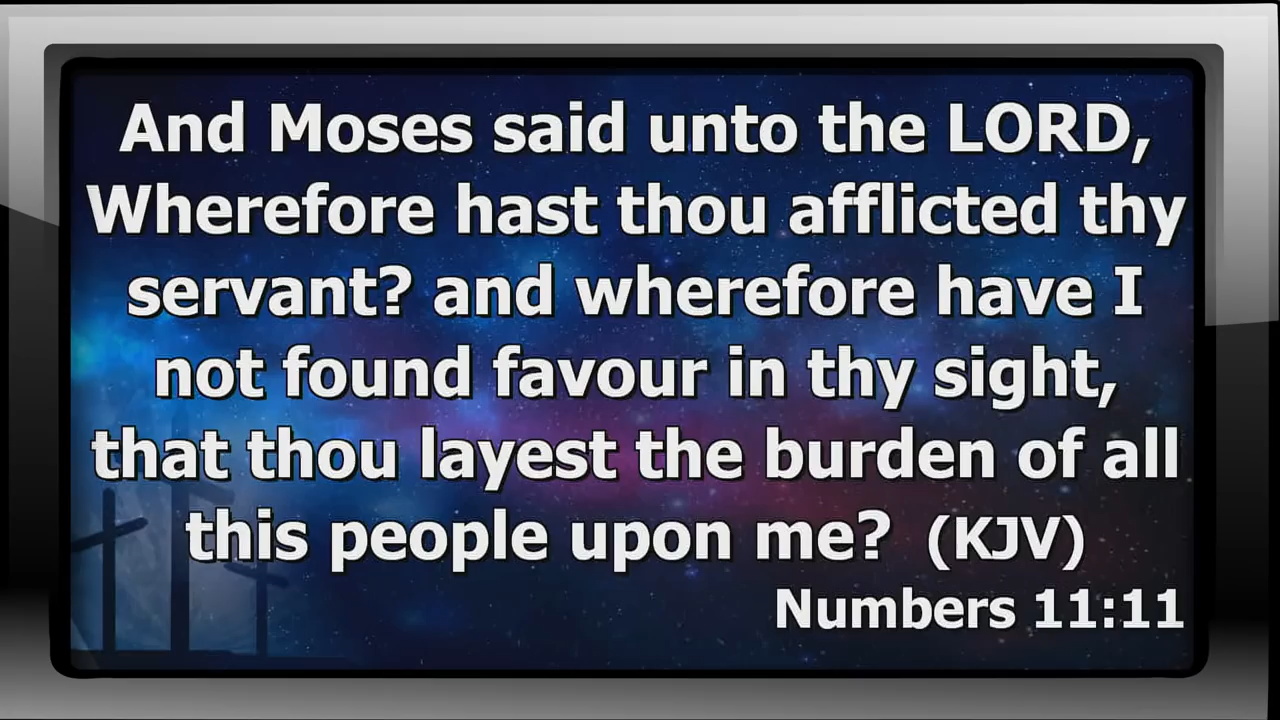 And Moses said unto the LORD,
Wherefore hast thou afflicted thy
servant? and wherefore have I
not found favour in thy sight,
that thou layest the burden of all
this people upon me? (KJV)
Numbers 11:11